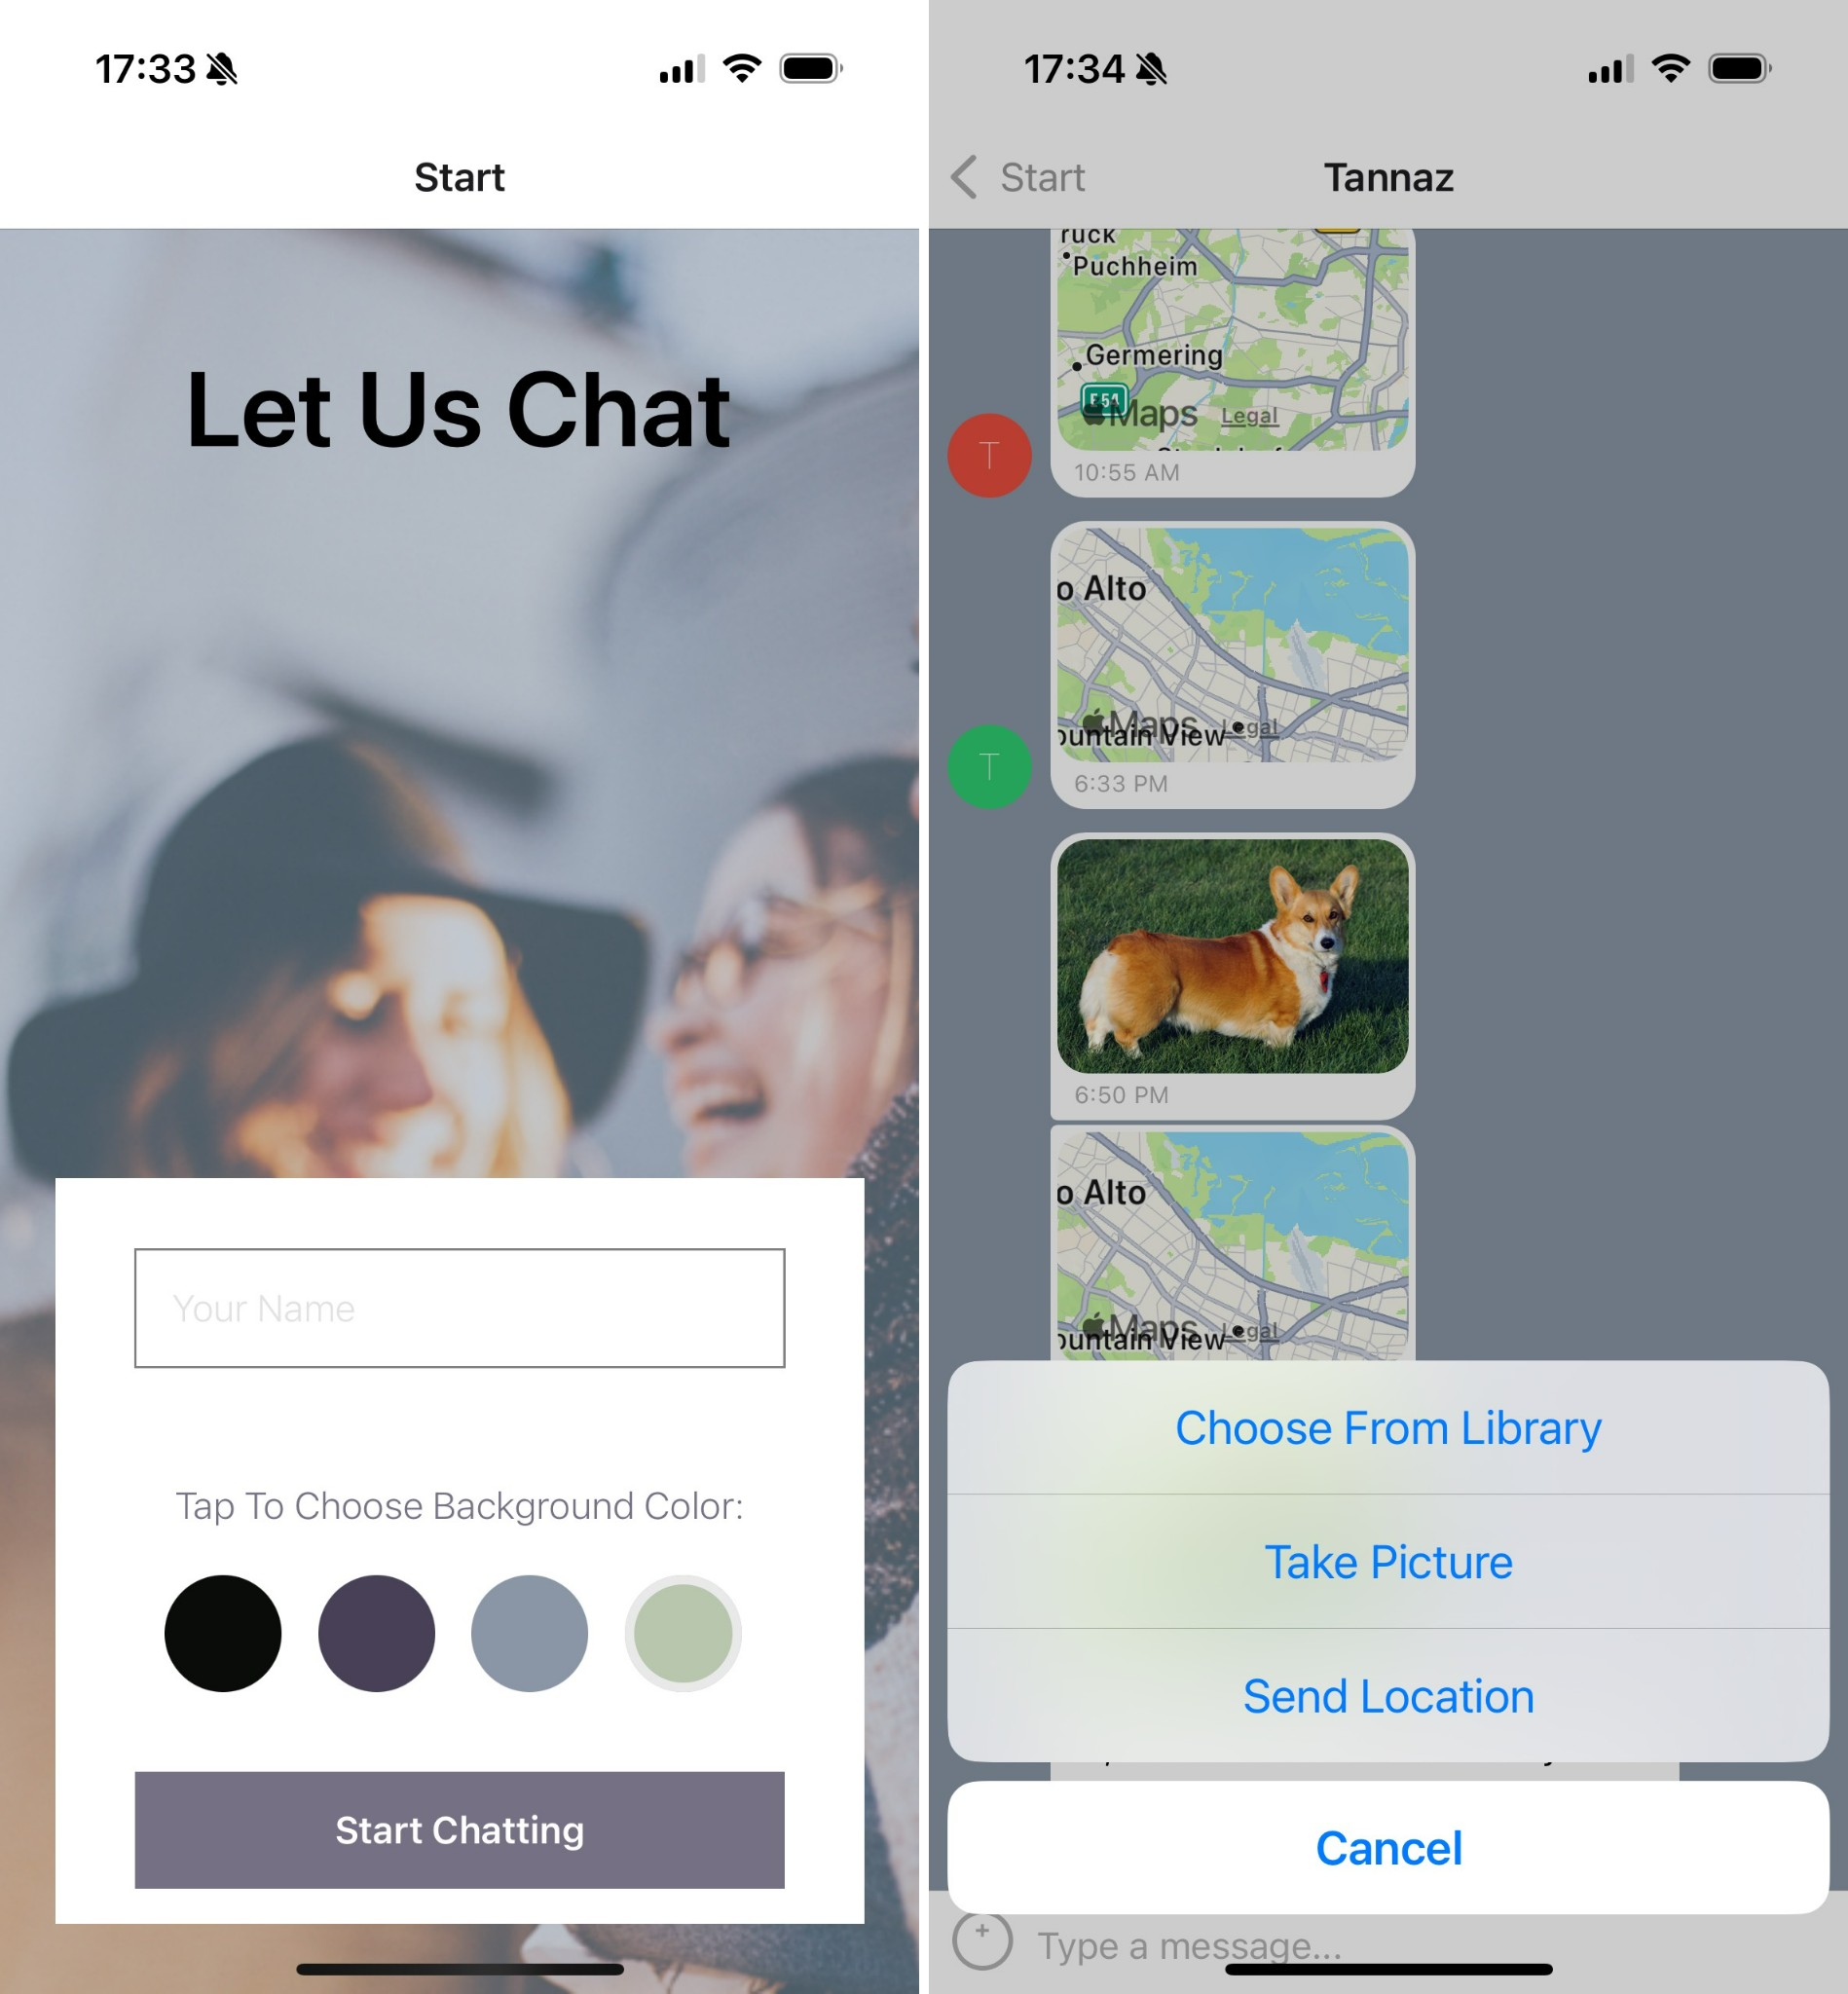 17:33
Start
Let Us Chat
Your Name
Tap To Choose Background Color:
Start Chatting
17:34
Start
Tannaz
ruck
Puchheim
Germering
E54
Maps Legal
T
10:55 AM
o Alto
Maps Legal
ountain View
T
6:33 PM
6:50 PM
o Alto
Maps Legal
ountain View
Choose From Library
Take Picture
Send Location
Cancel
+
Type a message...